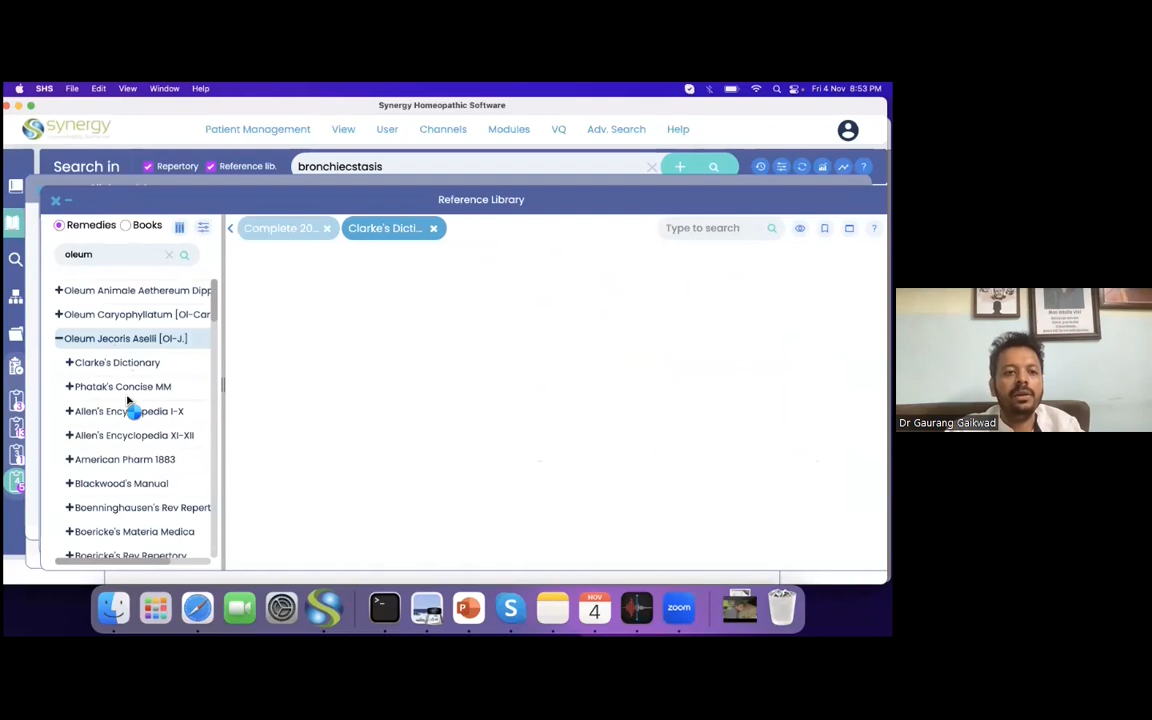 SHS File Edit View Window Help Fri 4 Nov 8:53 PM
Synergy Homeopathic Software
synergy Patient Management View User Channels Modules VQ Adv. Search Help
Search in Repertory Reference lib. bronchiecstasis
Reference Library
Remedies Books Complete 20... Clarke's Dicti... Type to search
oleum
Oleum Animale Aethereum Dipp
Oleum Caryophyllatum [Ol-Car
Oleum Jecoris Aselli [Ol-J.]
Clarke's Dictionary
Phatak's Concise MM
Allen's Encyclopedia I-X
Allen's Encyclopedia XI-XII
American Pharm 1883
Blackwood's Manual
Boenninghausen's Rev Repert
Boericke's Materia Medica
Boericke's Rev Repertory
NOV
4
zoom
Dr Gaurang Gaikwad